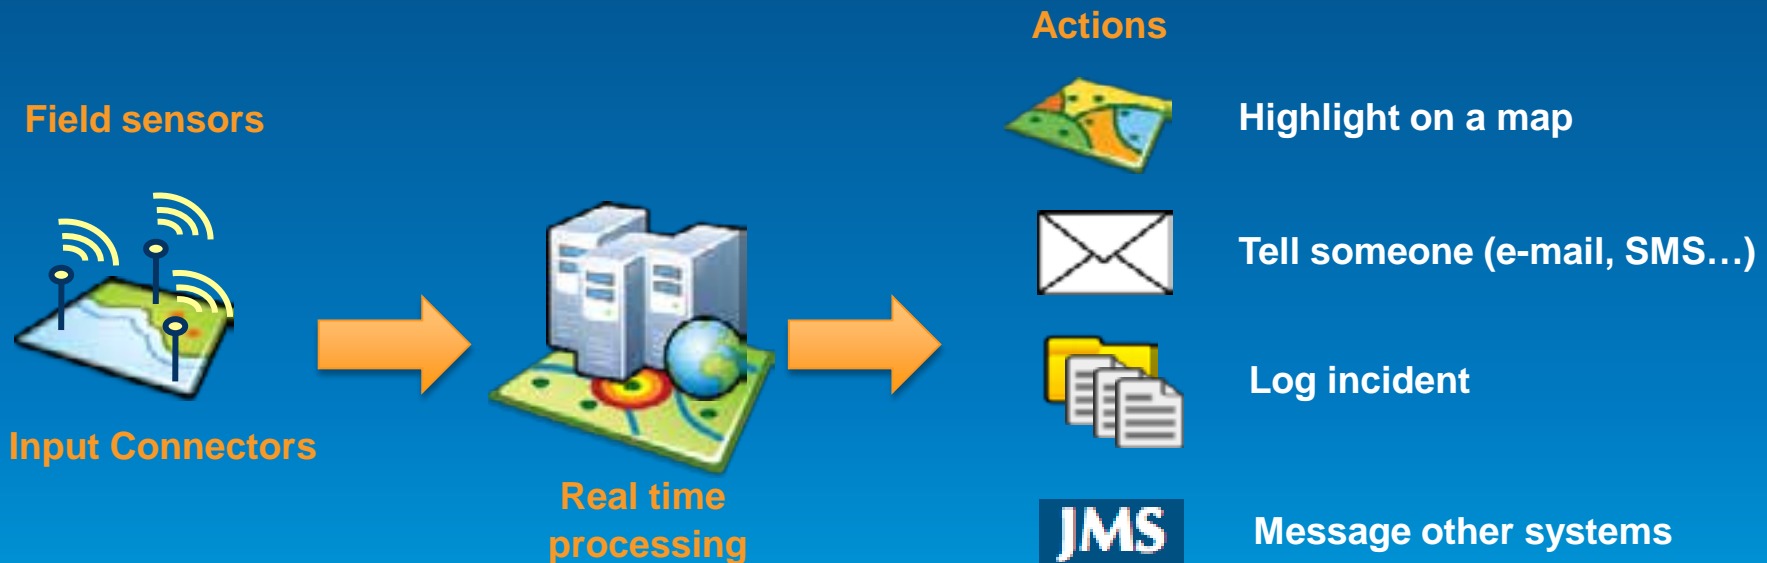 Field sensors
Input Connectors
Real time
processing
Actions
Highlight on a map
Tell someone (e-mail, SMS…)
Log incident
JMS
Message other systems